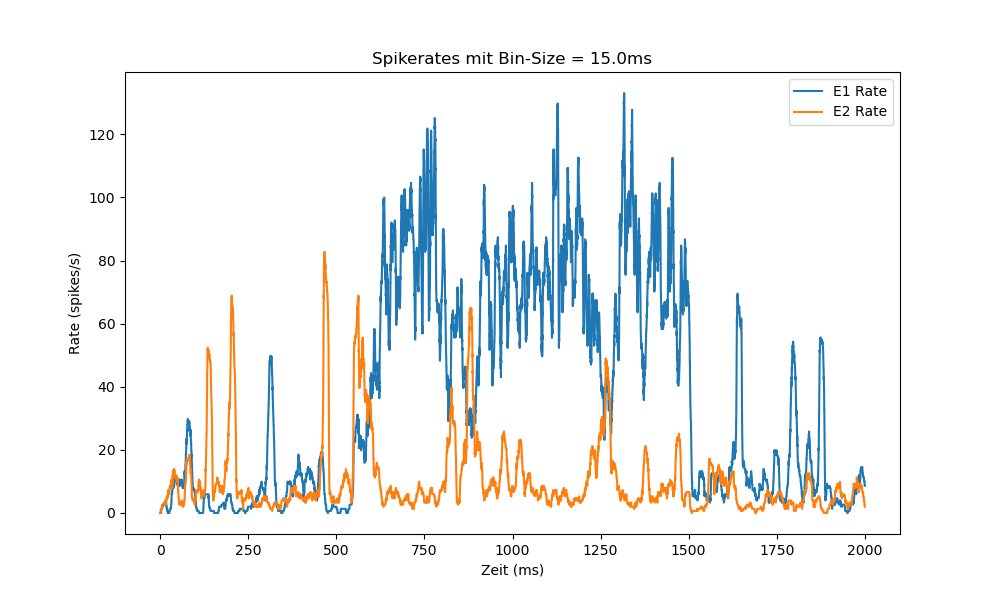 Spikerates mit Bin-Size = 15.0ms
E1 Rate
E2 Rate
Rate (spikes/s)
120
100
80
60
40
20
0
0 250 500 750 1000 1250 1500 1750 2000
Zeit (ms)